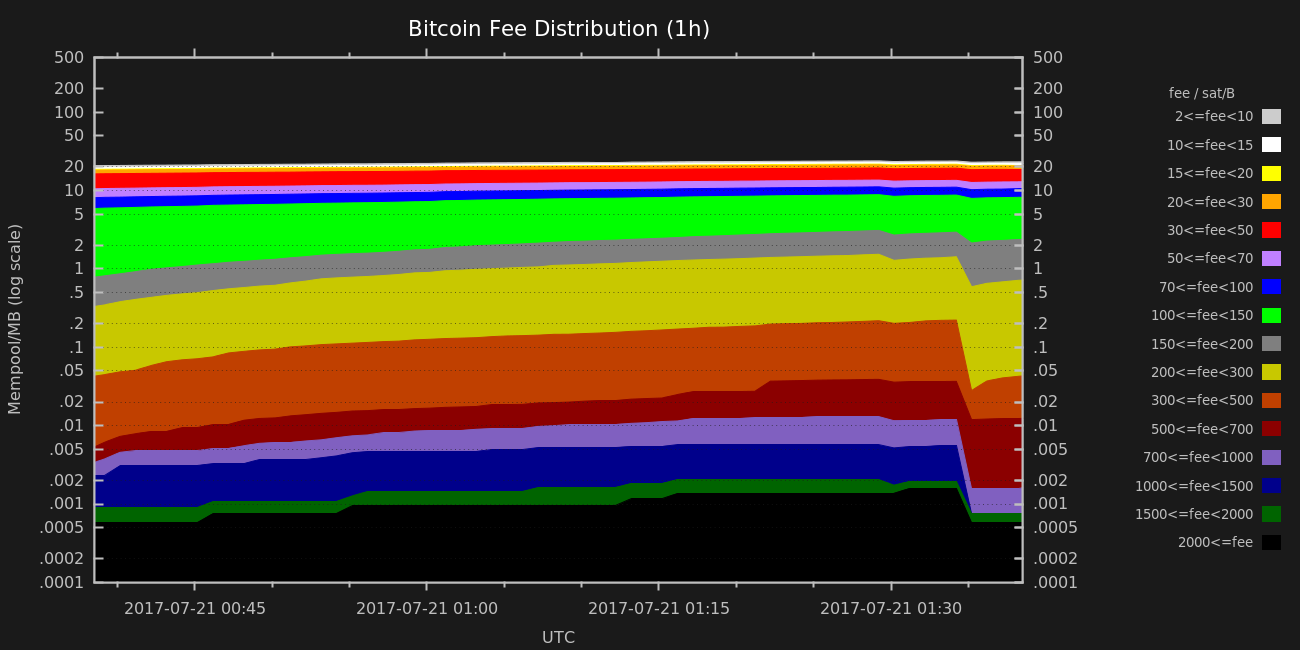 Bitcoin Fee Distribution (1h)
500 500
200 200
100 100
50 50
20 20
10 10
5 5
2 2
1 1
.5 .5
.2 .2
.1 .1
.05 .05
.02 .02
.01 .01
.005 .005
.002 .002
.001 .001
.0005 .0005
.0002 .0002
.0001 .0001
Mempool/MB (log scale)
2017-07-21 00:45 2017-07-21 01:00 2017-07-21 01:15 2017-07-21 01:30
UTC
fee / sat/B
2<=fee<10
10<=fee<15
15<=fee<20
20<=fee<30
30<=fee<50
50<=fee<70
70<=fee<100
100<=fee<150
150<=fee<200
200<=fee<300
300<=fee<500
500<=fee<700
700<=fee<1000
1000<=fee<1500
1500<=fee<2000
2000<=fee